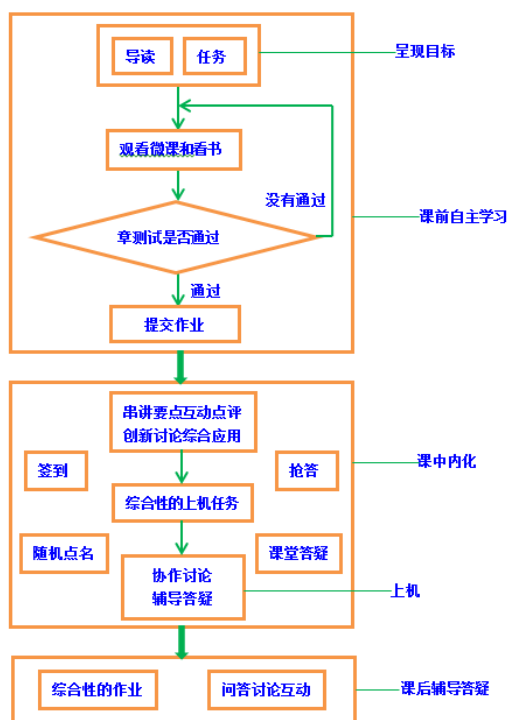 导读
任务
呈现目标
观看微课和看书
没有通过
课前自主学习
章测试是否通过
通过
提交作业
串讲要点互动点评
创新讨论综合应用
签到
抢答
课中内化
综合性的上机任务
随机点名
课堂答疑
协作讨论
辅导答疑
上机
综合性的作业
问答讨论互动
课后辅导答疑